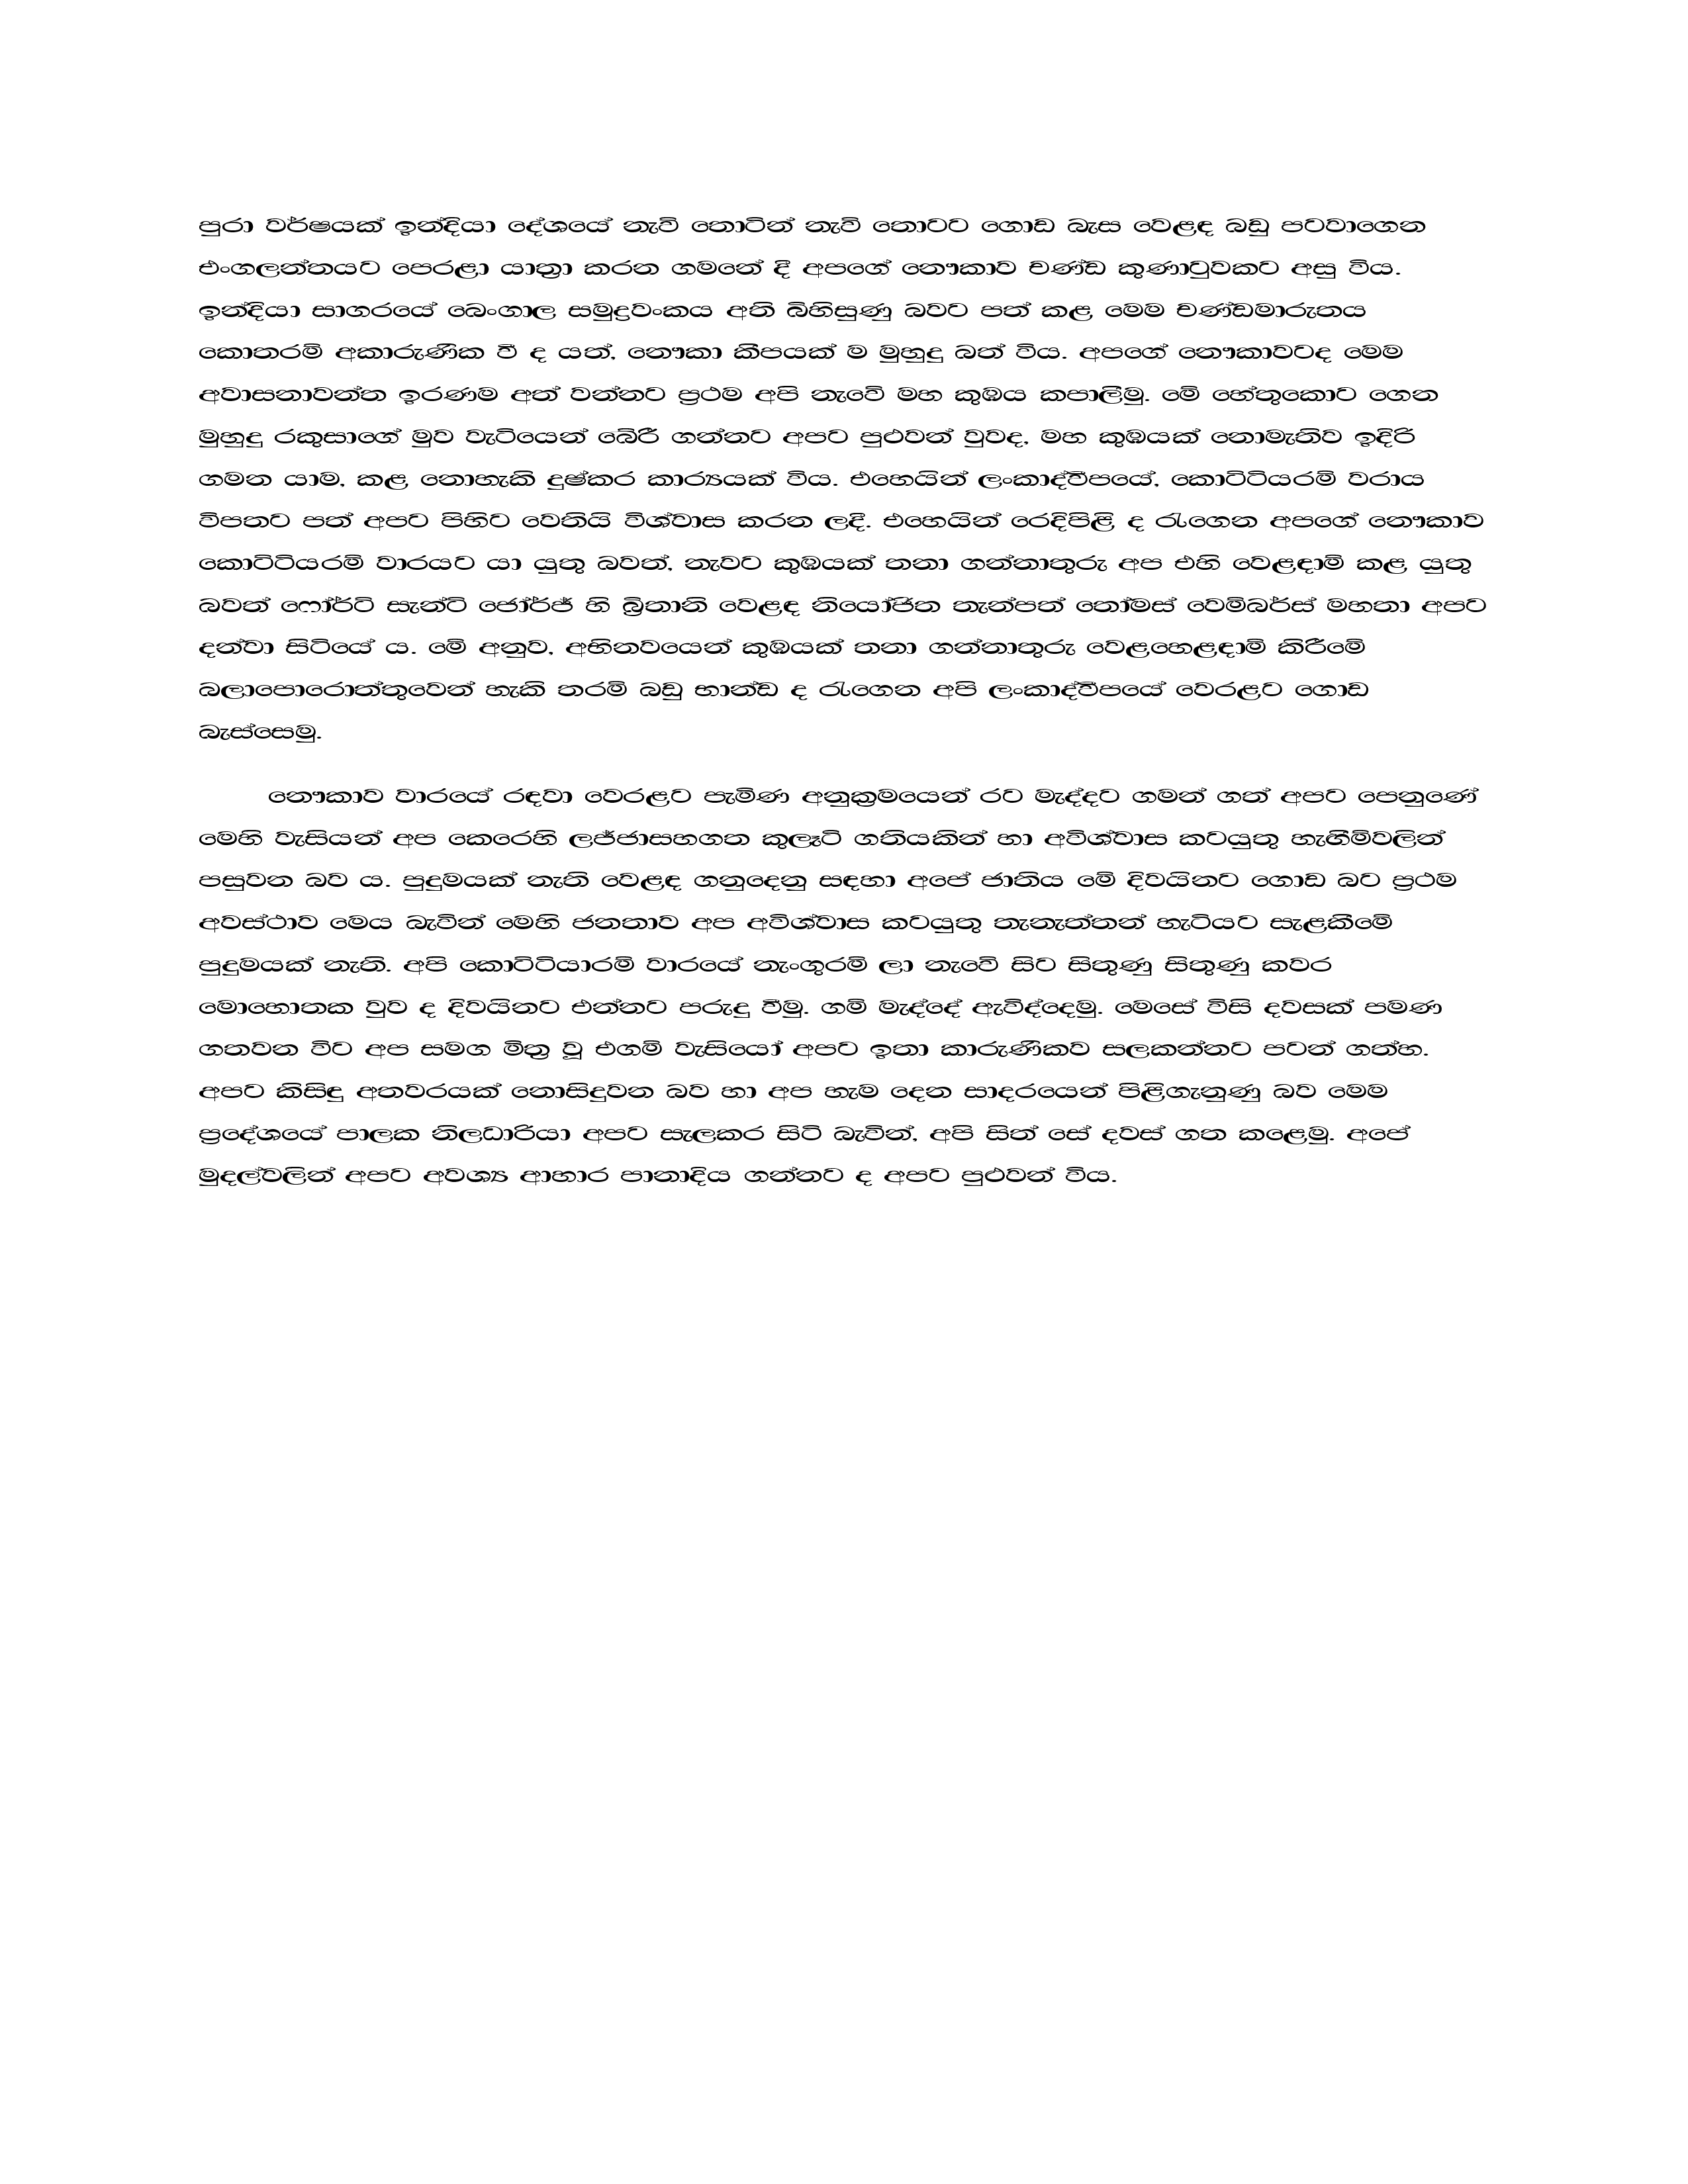 පුරා වර්ෂයක් ඉන්දියා දේශයේ නැව් තොටින් නැව් තොටට ගොඩ බැස වෙළඳ බඩු පටවාගෙන
එංගලන්තයට පෙරළා යාත්‍රා කරන ගමනේ දී අපගේ නෞකාව චණ්ඩ කුණාටුවකට අසු විය.
ඉන්දියා සාගරයේ බෙංගාල සමුද්‍රවංකය අති බිහිසුණු බවට පත් කළ මෙම චණ්ඩමාරුතය
කොතරම් අකාරුණික වී ද යත්, නෞකා කීපයක් ම මුහුදු බත් විය. අපගේ නෞකාවටද මෙම
අවාසනාවන්ත ඉරණම අත් වන්නට ප්‍රථම අපි නැවේ මහ කුඹය කපාලීමු. මේ හේතුකොට ගෙන
මුහුදු රකුසාගේ මුව වැටියෙන් බේරී ගන්නට අපට පුළුවන් වුවද, මහ කුඹයක් නොමැතිව ඉදිරි
ගමන යාම, කළ නොහැකි දුෂ්කර කාර්‍යයක් විය. එහෙයින් ලංකාද්වීපයේ, කොට්ටියරම් වරාය
විපතට පත් අපට පිහිට වෙතියි විශ්වාස කරන ලදී. එහෙයින් රෙදිපිළි ද රැගෙන අපගේ නෞකාව
කොට්ටියරම් වාරයට යා යුතු බවත්, නැවට කුඹයක් තනා ගන්නාතුරු අප එහි වෙළඳාම් කළ යුතු
බවත් ෆෝර්ට් සැන්ට් ජෝර්ජ් හි බ්‍රිතානි වෙළඳ නියෝජිත තැන්පත් තෝමස් චෙම්බර්ස් මහතා අපට
දන්වා සිටියේ ය. මේ අනුව, අභිනවයෙන් කුඹයක් තනා ගන්නාතුරු වෙළහෙළඳාම් කිරීමේ
බලාපොරොත්තුවෙන් හැකි තරම් බඩු භාන්ඩ ද රැගෙන අපි ලංකාද්වීපයේ වෙරළට ගොඩ
බැස්සෙමු.
නෞකාව වාරයේ රඳවා වෙරළට පැමිණ අනුක්‍රමයෙන් රට මැද්දට ගමන් ගත් අපට පෙනුණේ
මෙහි වැසියන් අප කෙරෙහි ලජ්ජාසහගත කුලෑටි ගතියකින් හා අවිශ්වාස කටයුතු හැඟීම්වලින්
පසුවන බව ය. පුදුමයක් නැති වෙළඳ ගනුදෙනු සඳහා අපේ ජාතිය මේ දිවයිනට ගොඩ බට ප්‍රථම
අවස්ථාව මෙය බැවින් මෙහි ජනතාව අප අවිශ්වාස කටයුතු තැනැත්තන් හැටියට සැළකීමේ
පුදුමයක් නැති. අපි කොට්ටියාරම් වාරයේ නැංගුරම් ලා නැවේ සිට සිතුණු සිතුණු කවර
මොහොතක වුව ද දිවයිනට එන්නට පරුදු වීමු. ගම් මැද්දේ ඇවිද්දෙමු. මෙසේ විසි දවසක් පමණ
ගතවන විට අප සමග මිත්‍ර වූ එගම් වැසියෝ අපට ඉතා කාරුණිකව සලකන්නට පටන් ගත්හ.
අපට කිසිඳු අතවරයක් නොසිදුවන බව හා අප හැම දෙන සාදරයෙන් පිළිගැනුණු බව මෙම
ප්‍රදේශයේ පාලක නිලධාරියා අපට සැලකර සිටි බැවින්, අපි සිත් සේ දවස් ගත කළෙමු. අපේ
මුදල්වලින් අපට අවශ්‍ය ආහාර පානාදිය ගන්නට ද අපට පුළුවන් විය.